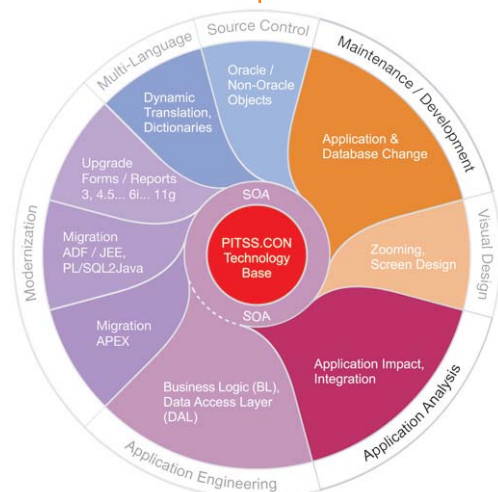 Source Control
Multi-Language
Maintenance / Development
Oracle /
Non-Oracle
Objects
Dynamic
Translation,
Dictionaries
Application &
Database Change
Upgrade
Forms / Reports
3, 4.5... 6i... 11g
SOA
Modernization
Visual Design
Migration
ADF / JEE,
PL/SQL2Java
PITSS.CON
Technology
Base
Zooming,
Screen Design
SOA
Migration
APEX
Application Impact,
Integration
Business Logic (BL),
Data Access Layer
(DAL)
Application Analysis
Application Engineering